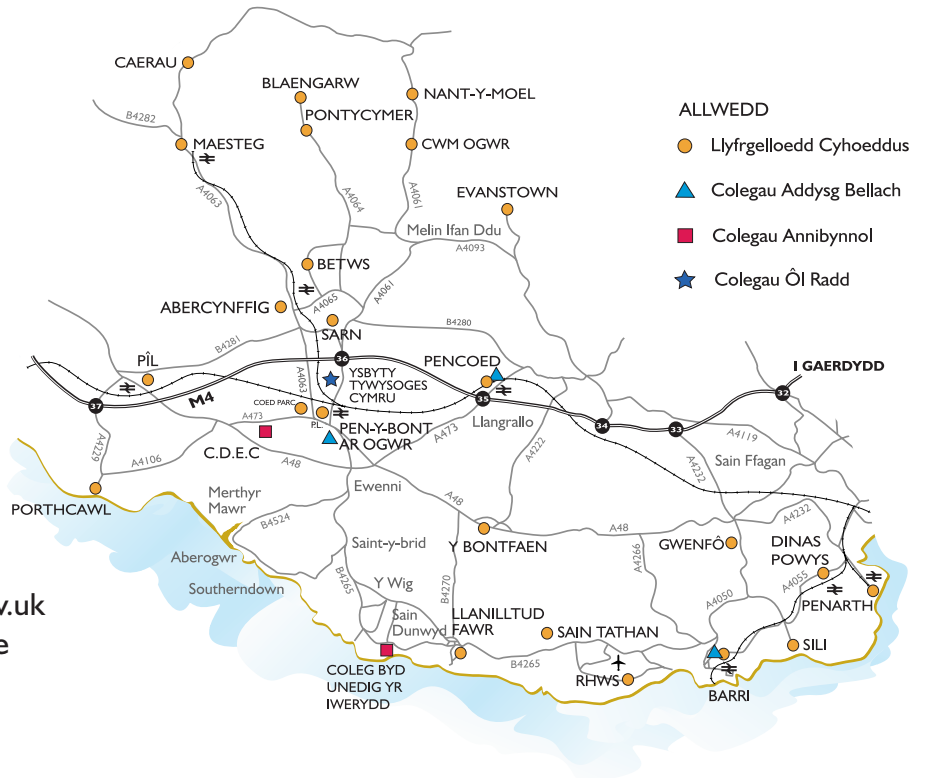 CAERAU
BLAENGARW
NANT-Y-MOEL
PONTYCYMER
B4282
MAESTEG
CWM OGWR
A4063
A4064
A4061
EVANSTOWN
Melin Ifan Ddu
A4093
BETWS
A4061
A4065
ABERCYNFFIG
SARN
B4281
B4280
PÎL
36
PENCOED
I GAERDYDD
YSBYTY
TYWYSOGES
CYMRU
A4063
M4
37
35
32
COED PARC
P.L.
A473
PEN-Y-BONT
AR OGWR
A473
Llangrallo
34
33
A4119
C.D.E.C
A48
A4222
A4232
Sain Ffagan
A4229
A4106
PORTHCAWL
Merthyr
Mawr
Ewenni
A48
B4524
Y BONTFAEN
A48
A4232
Saint-y-brid
GWENFÔ
DINAS
POWYS
Aberogwr
A4266
Southerndown
B4265
Y Wig
B4270
A4050
A4055
PENARTH
Sain
Dunwyd
LLANILLTUD
FAWR
SAIN TATHAN
SILI
B4265
COLEG BYD
UNEDIG YR
IWERYDD
RHWS
BARRI
ALLWEDD
Llyfrgelloedd Cyhoeddus
Colegau Addysg Bellach
Colegau Annibynnol
Colegau Ôl Radd
v.uk
e